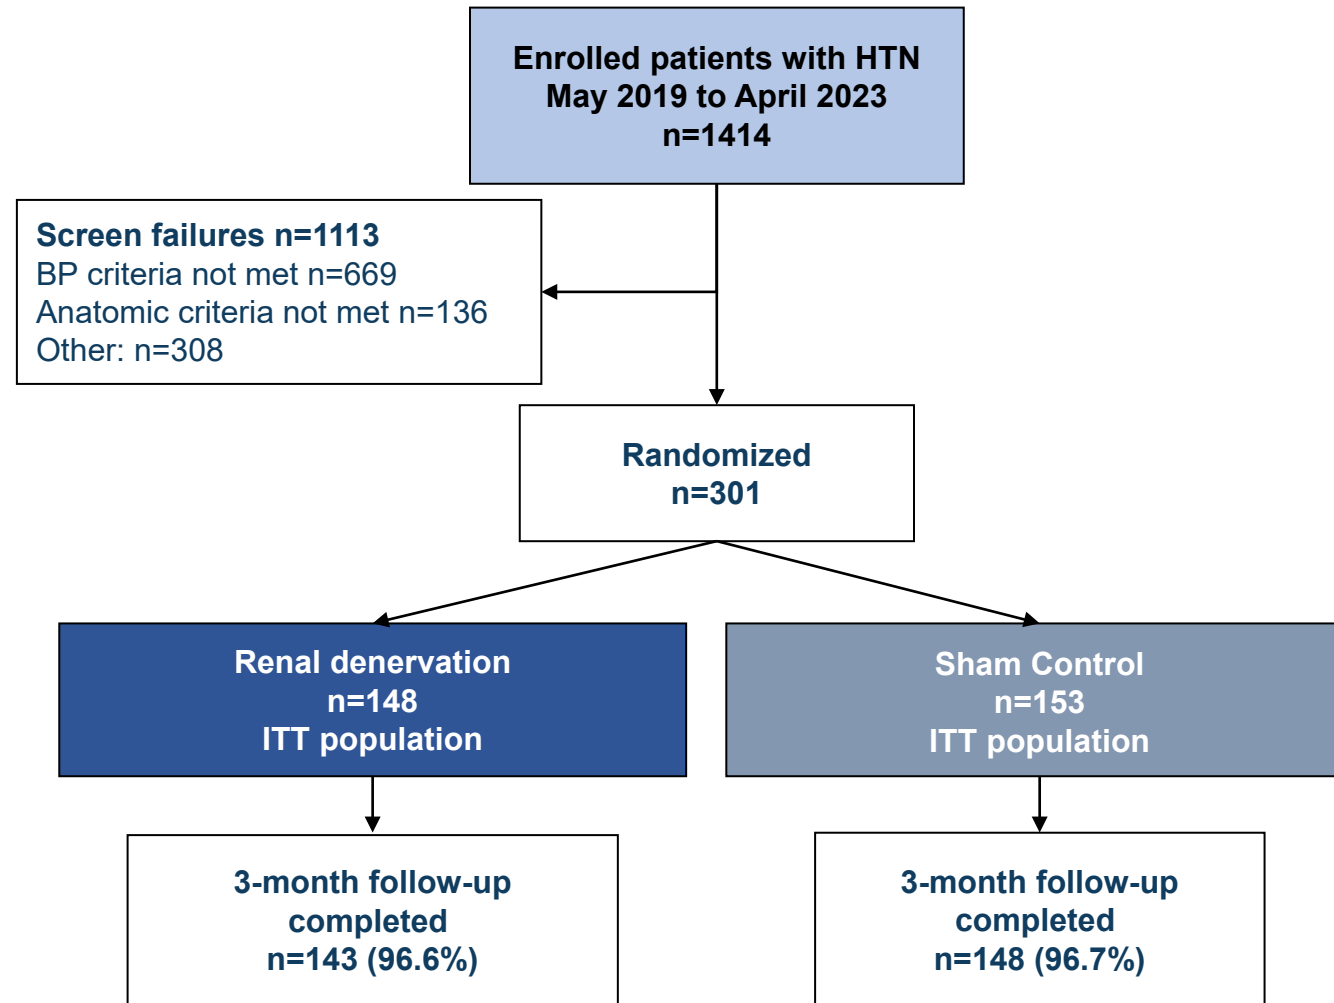 Enrolled patients with HTN
May 2019 to April 2023
n=1414
Screen failures n=1113
BP criteria not met n=669
Anatomic criteria not met n=136
Other: n=308
Randomized
n=301
Renal denervation
n=148
ITT population
Sham Control
n=153
ITT population
3-month follow-up
completed
n=143 (96.6%)
3-month follow-up
completed
n=148 (96.7%)